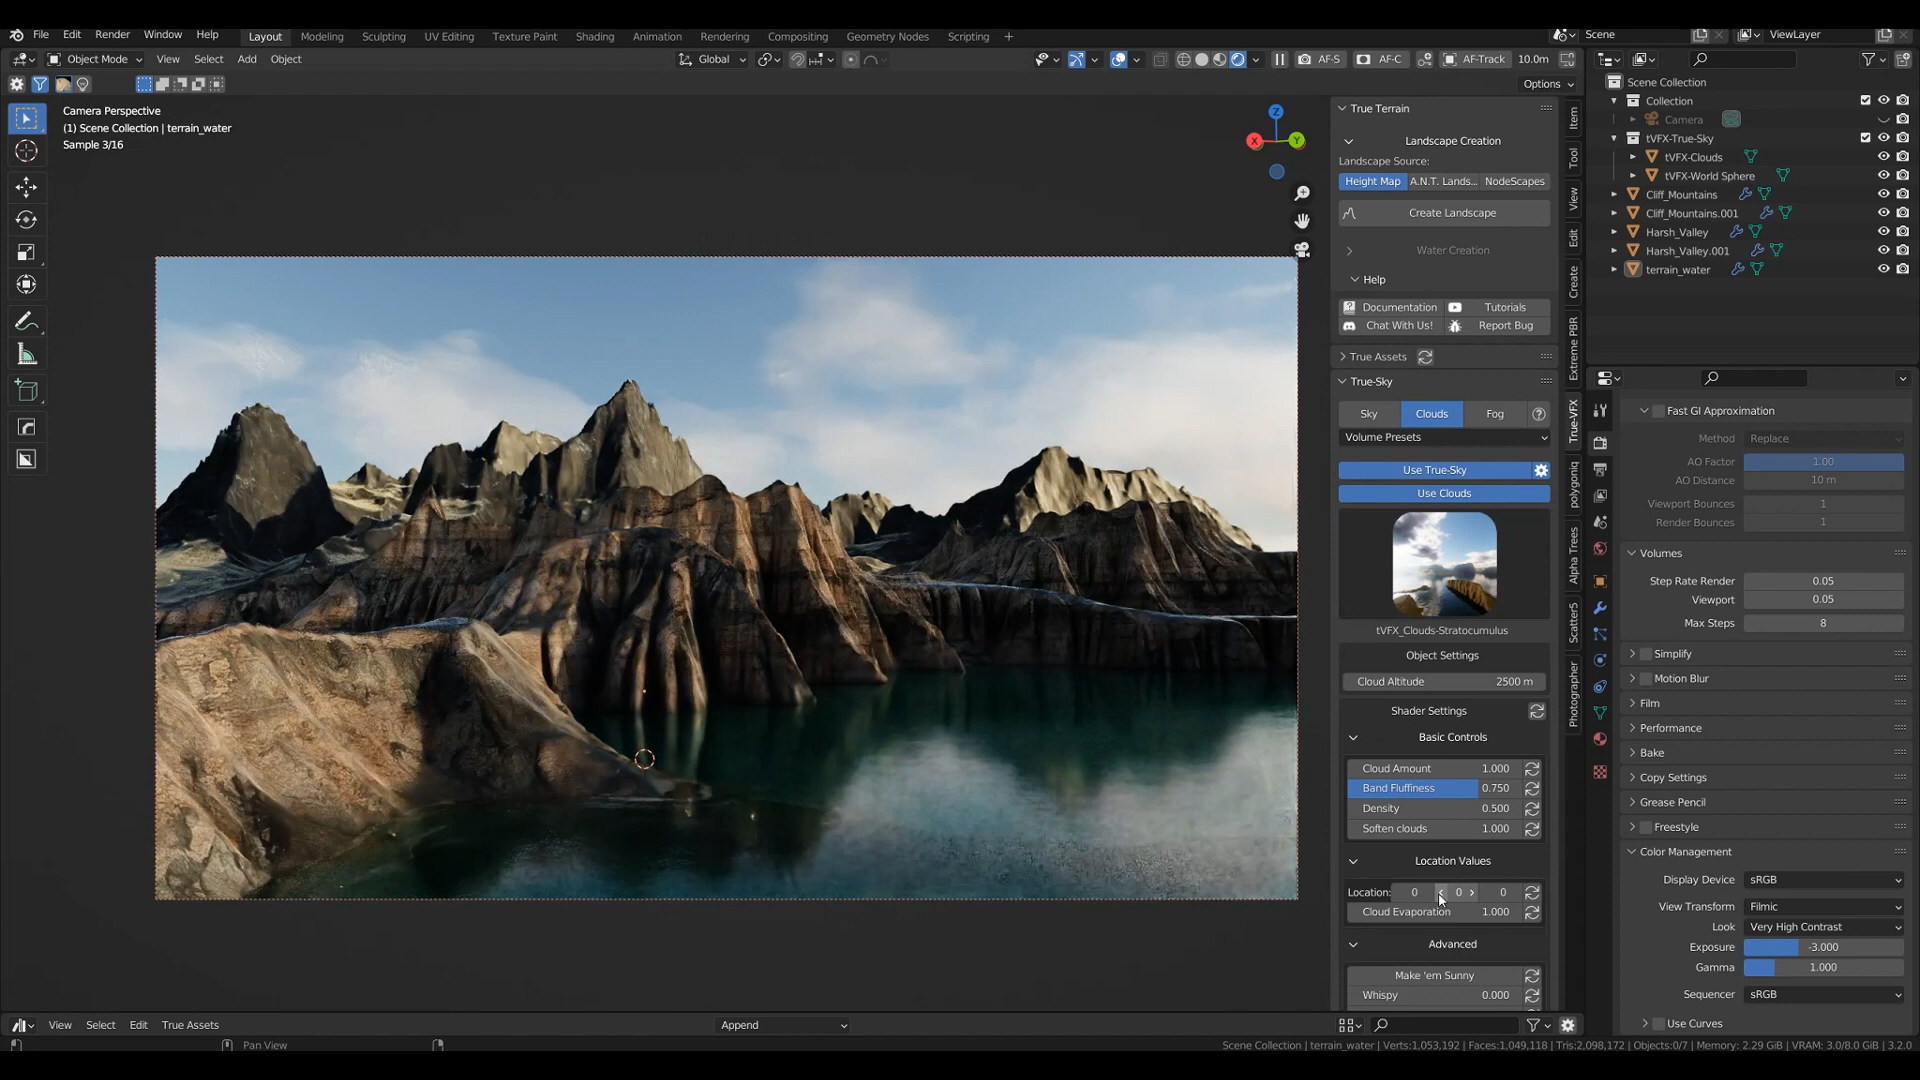 File Edit Render Window Help Layout Modeling Sculpting UV Editing Texture Paint Shading Animation Rendering Compositing Geometry Nodes Scripting + Scene ViewLayer
Object Mode View Select Add Object Global AF-S AF-C AF-Track 10.0m
Options
Camera Perspective
(1) Scene Collection | terrain_water
Sample 3/16
Z
X
Y
True Terrain
Landscape Creation
Landscape Source:
Height Map A.N.T. Lands... NodeScapes
Create Landscape
Water Creation
Help
Documentation Tutorials
Chat With Us! Report Bug
True Assets
True-Sky
Sky Clouds Fog
Volume Presets
Use True-Sky
Use Clouds
tVFX_Clouds-Stratocumulus
Object Settings
Cloud Altitude 2500 m
Shader Settings
Basic Controls
Cloud Amount 1.000
Band Fluffiness 0.750
Density 0.500
Soften clouds 1.000
Location Values
Location: 0 0 0
Cloud Evaporation 1.000
Advanced
Make 'em Sunny
Whispy 0.000
Item
Tool
View
Edit
Create
Extreme PBR
True-VFX
polygoniq
Alpha Trees
Scatter5
Photographer
Scene Collection
Collection
Camera
tVFX-True-Sky
tVFX-Clouds
tVFX-World Sphere
Cliff_Mountains
Cliff_Mountains.001
Harsh_Valley
Harsh_Valley.001
terrain_water
Fast GI Approximation
Method Replace
AO Factor 1.00
AO Distance 10 m
Viewport Bounces 1
Render Bounces 1
Volumes
Step Rate Render 0.05
Viewport 0.05
Max Steps 8
Simplify
Motion Blur
Film
Performance
Bake
Copy Settings
Grease Pencil
Freestyle
Color Management
Display Device sRGB
View Transform Filmic
Look Very High Contrast
Exposure -3.000
Gamma 1.000
Sequencer sRGB
Use Curves
View Select Edit True Assets Append
Pan View
Scene Collection | terrain_water | Verts:1,053,192 | Faces:1,049,118 | Tris:2,098,172 | Objects:0/7 | Memory: 2.29 GiB | VRAM: 3.0/8.0 GiB | 3.2.0